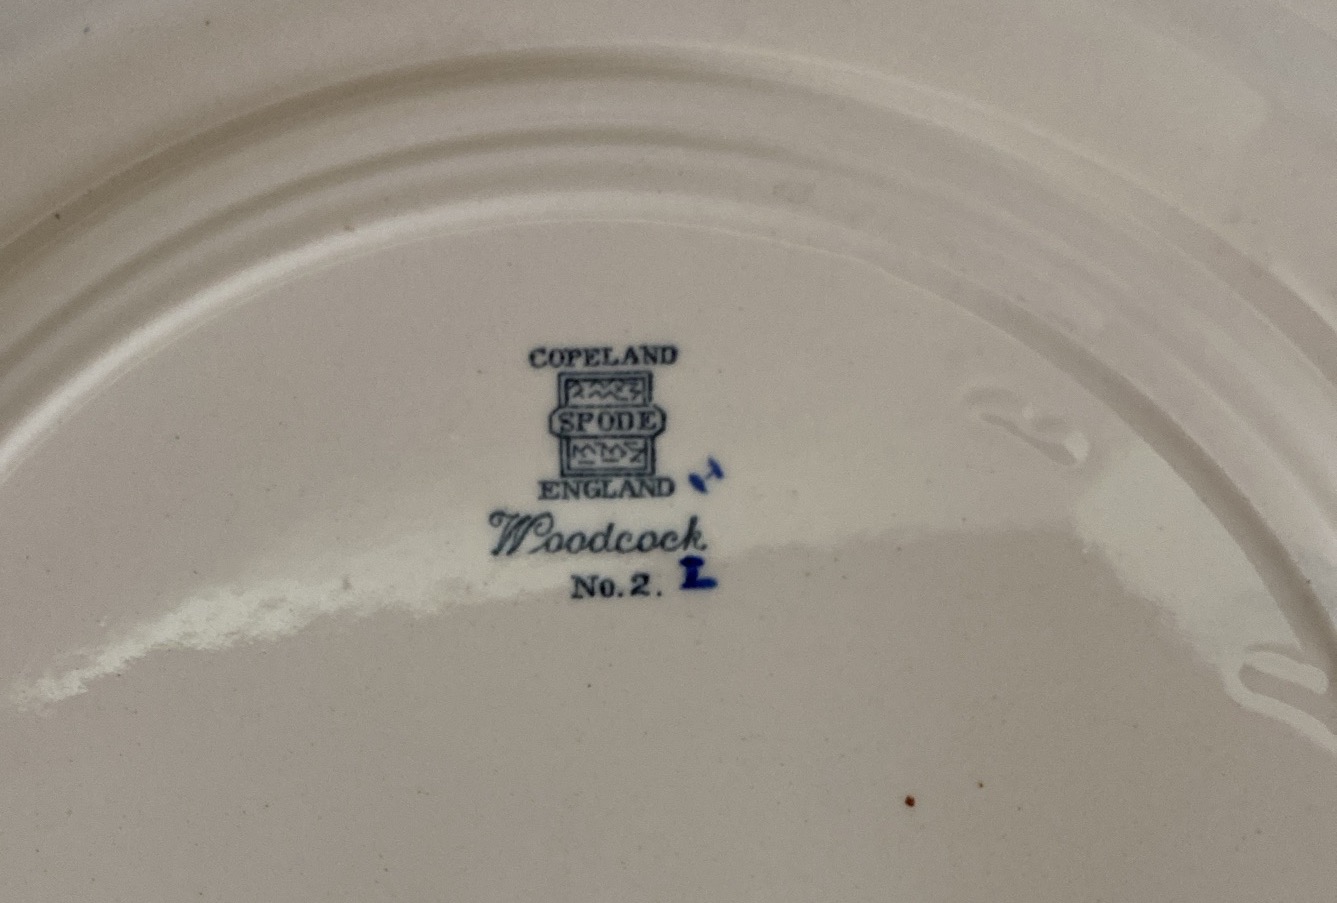 COPELAND
SPODE
ENGLAND H
Woodcock
No.2. L